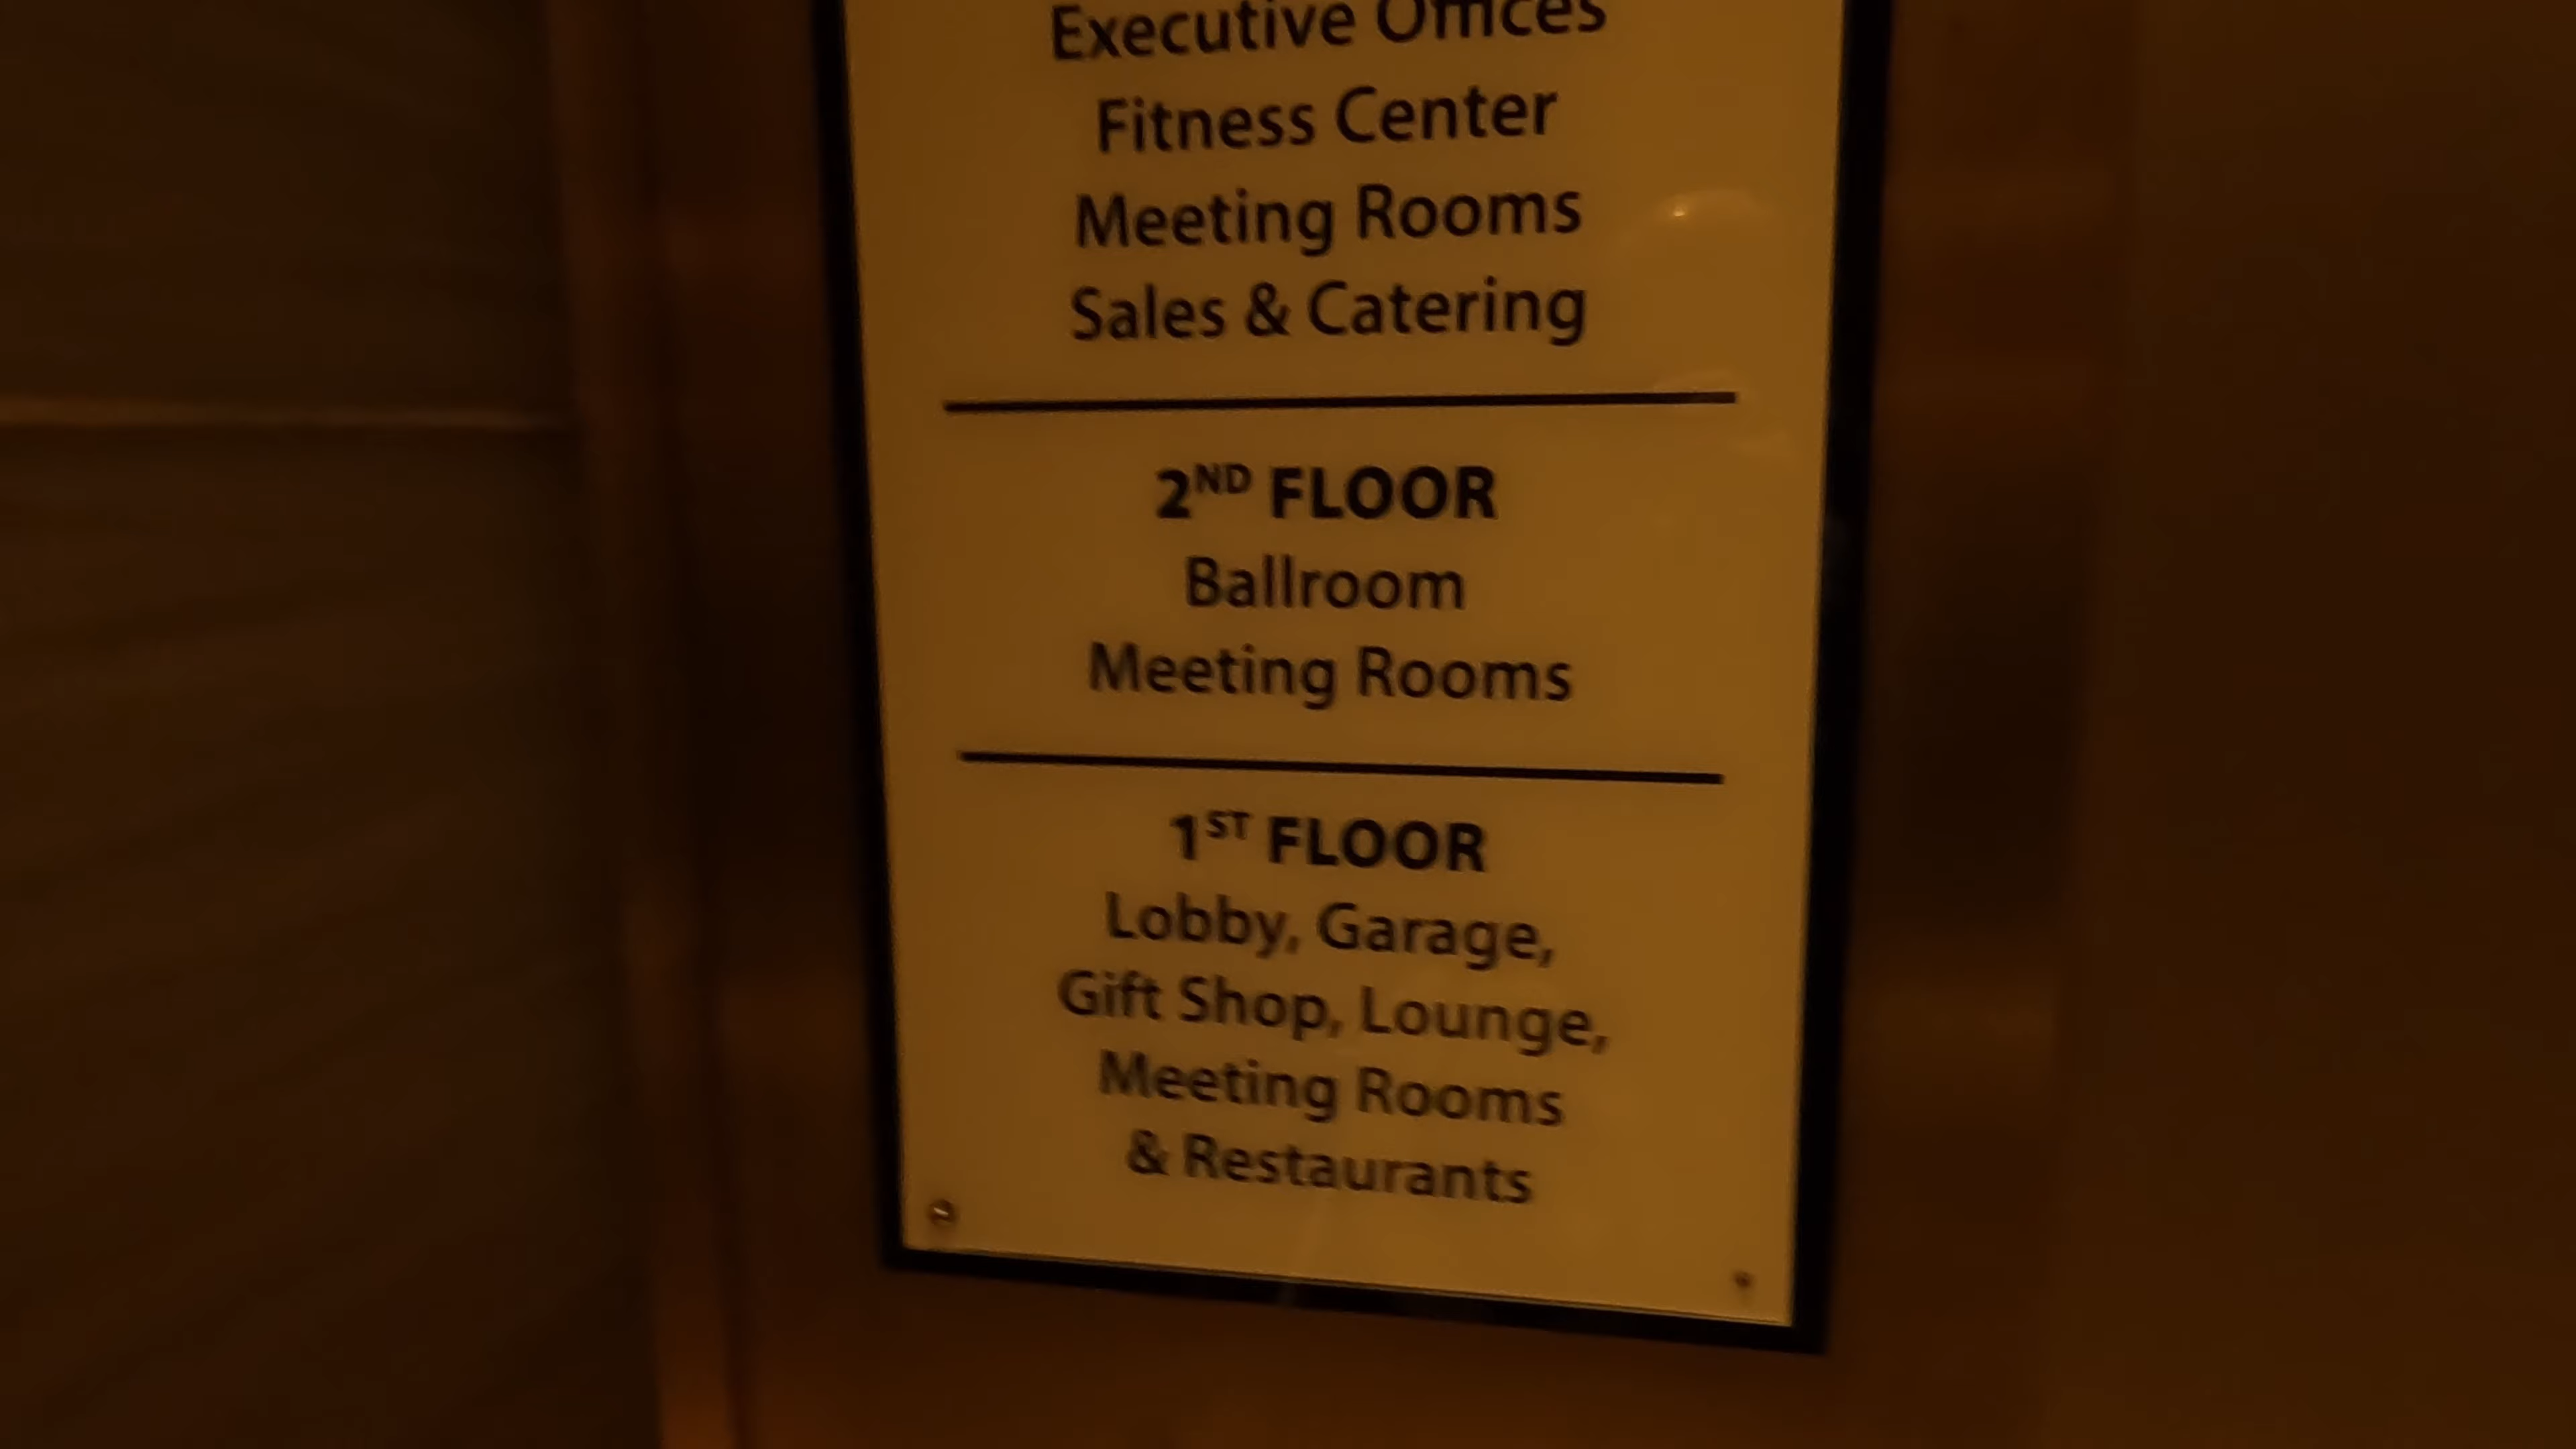 Executive Offices
Fitness Center
Meeting Rooms
Sales & Catering
2ND FLOOR
Ballroom
Meeting Rooms
1ST FLOOR
Lobby, Garage,
Gift Shop, Lounge,
Meeting Rooms
& Restaurants